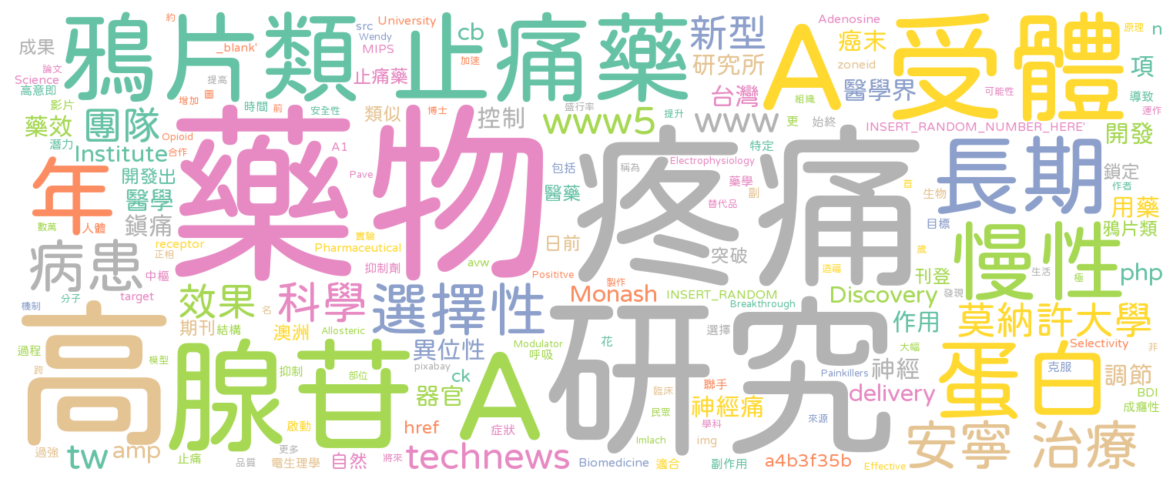 鴉片類止痛藥
A受體
藥物
疼痛
研究
高
腺苷A
蛋白
長期
慢性
年
病患
效果
科學
選擇性
安寧
治療
莫納許大學
新型
研究所
癌末
醫學界
項
n
原理
導致
運作
可能性
Adenosine
zoneid
cb
University
src
Wendy
MIPS
加速
止痛藥
_blank'
約
成果
Science
論文
高意即
提高
圖
增加
時間
前
安全性
博士
類似
控制
盛行率
提升
www5
www
台灣
組織
更
始終
INSERT_RANDOM_NUMBER_HERE'
開發
影片
藥效
潛力
團隊
Opioid
合作
Institute
開發出
醫學
鎮痛
數萬
人體
A1
Pave
包括
稱為
醫藥
Electrophysiology
特定
藥學
副
替代品
生物
目標
鎖定
作者
用藥
鴉片類
receptor
正相
中樞
target
機制
分子
Pharmaceutical
實驗
抑制劑
avw
日前
突破
Posititve
製作
Monash
INSERT_RANDOM
Breakthrough
Discovery
發現
刊登
生活
極
php
名
期刊
結構
澳洲
Allosteric
異位性
pixabay
Modulator
呼吸
花
選擇
作用
Selectivity
非
過程
模型
跨
抑制
部位
ck
器官
聯手
Painkillers
神經
大幅
克服
調節
BDI
成癮性
delivery
臨床
民眾
神經痛
學科
來源
啟動
href
症狀
tw
amp
止痛
更多
品質
電生理學
自然
將來
technews
Biomedicine
Imlach
適合
img
副作用
a4b3f35b
Effective